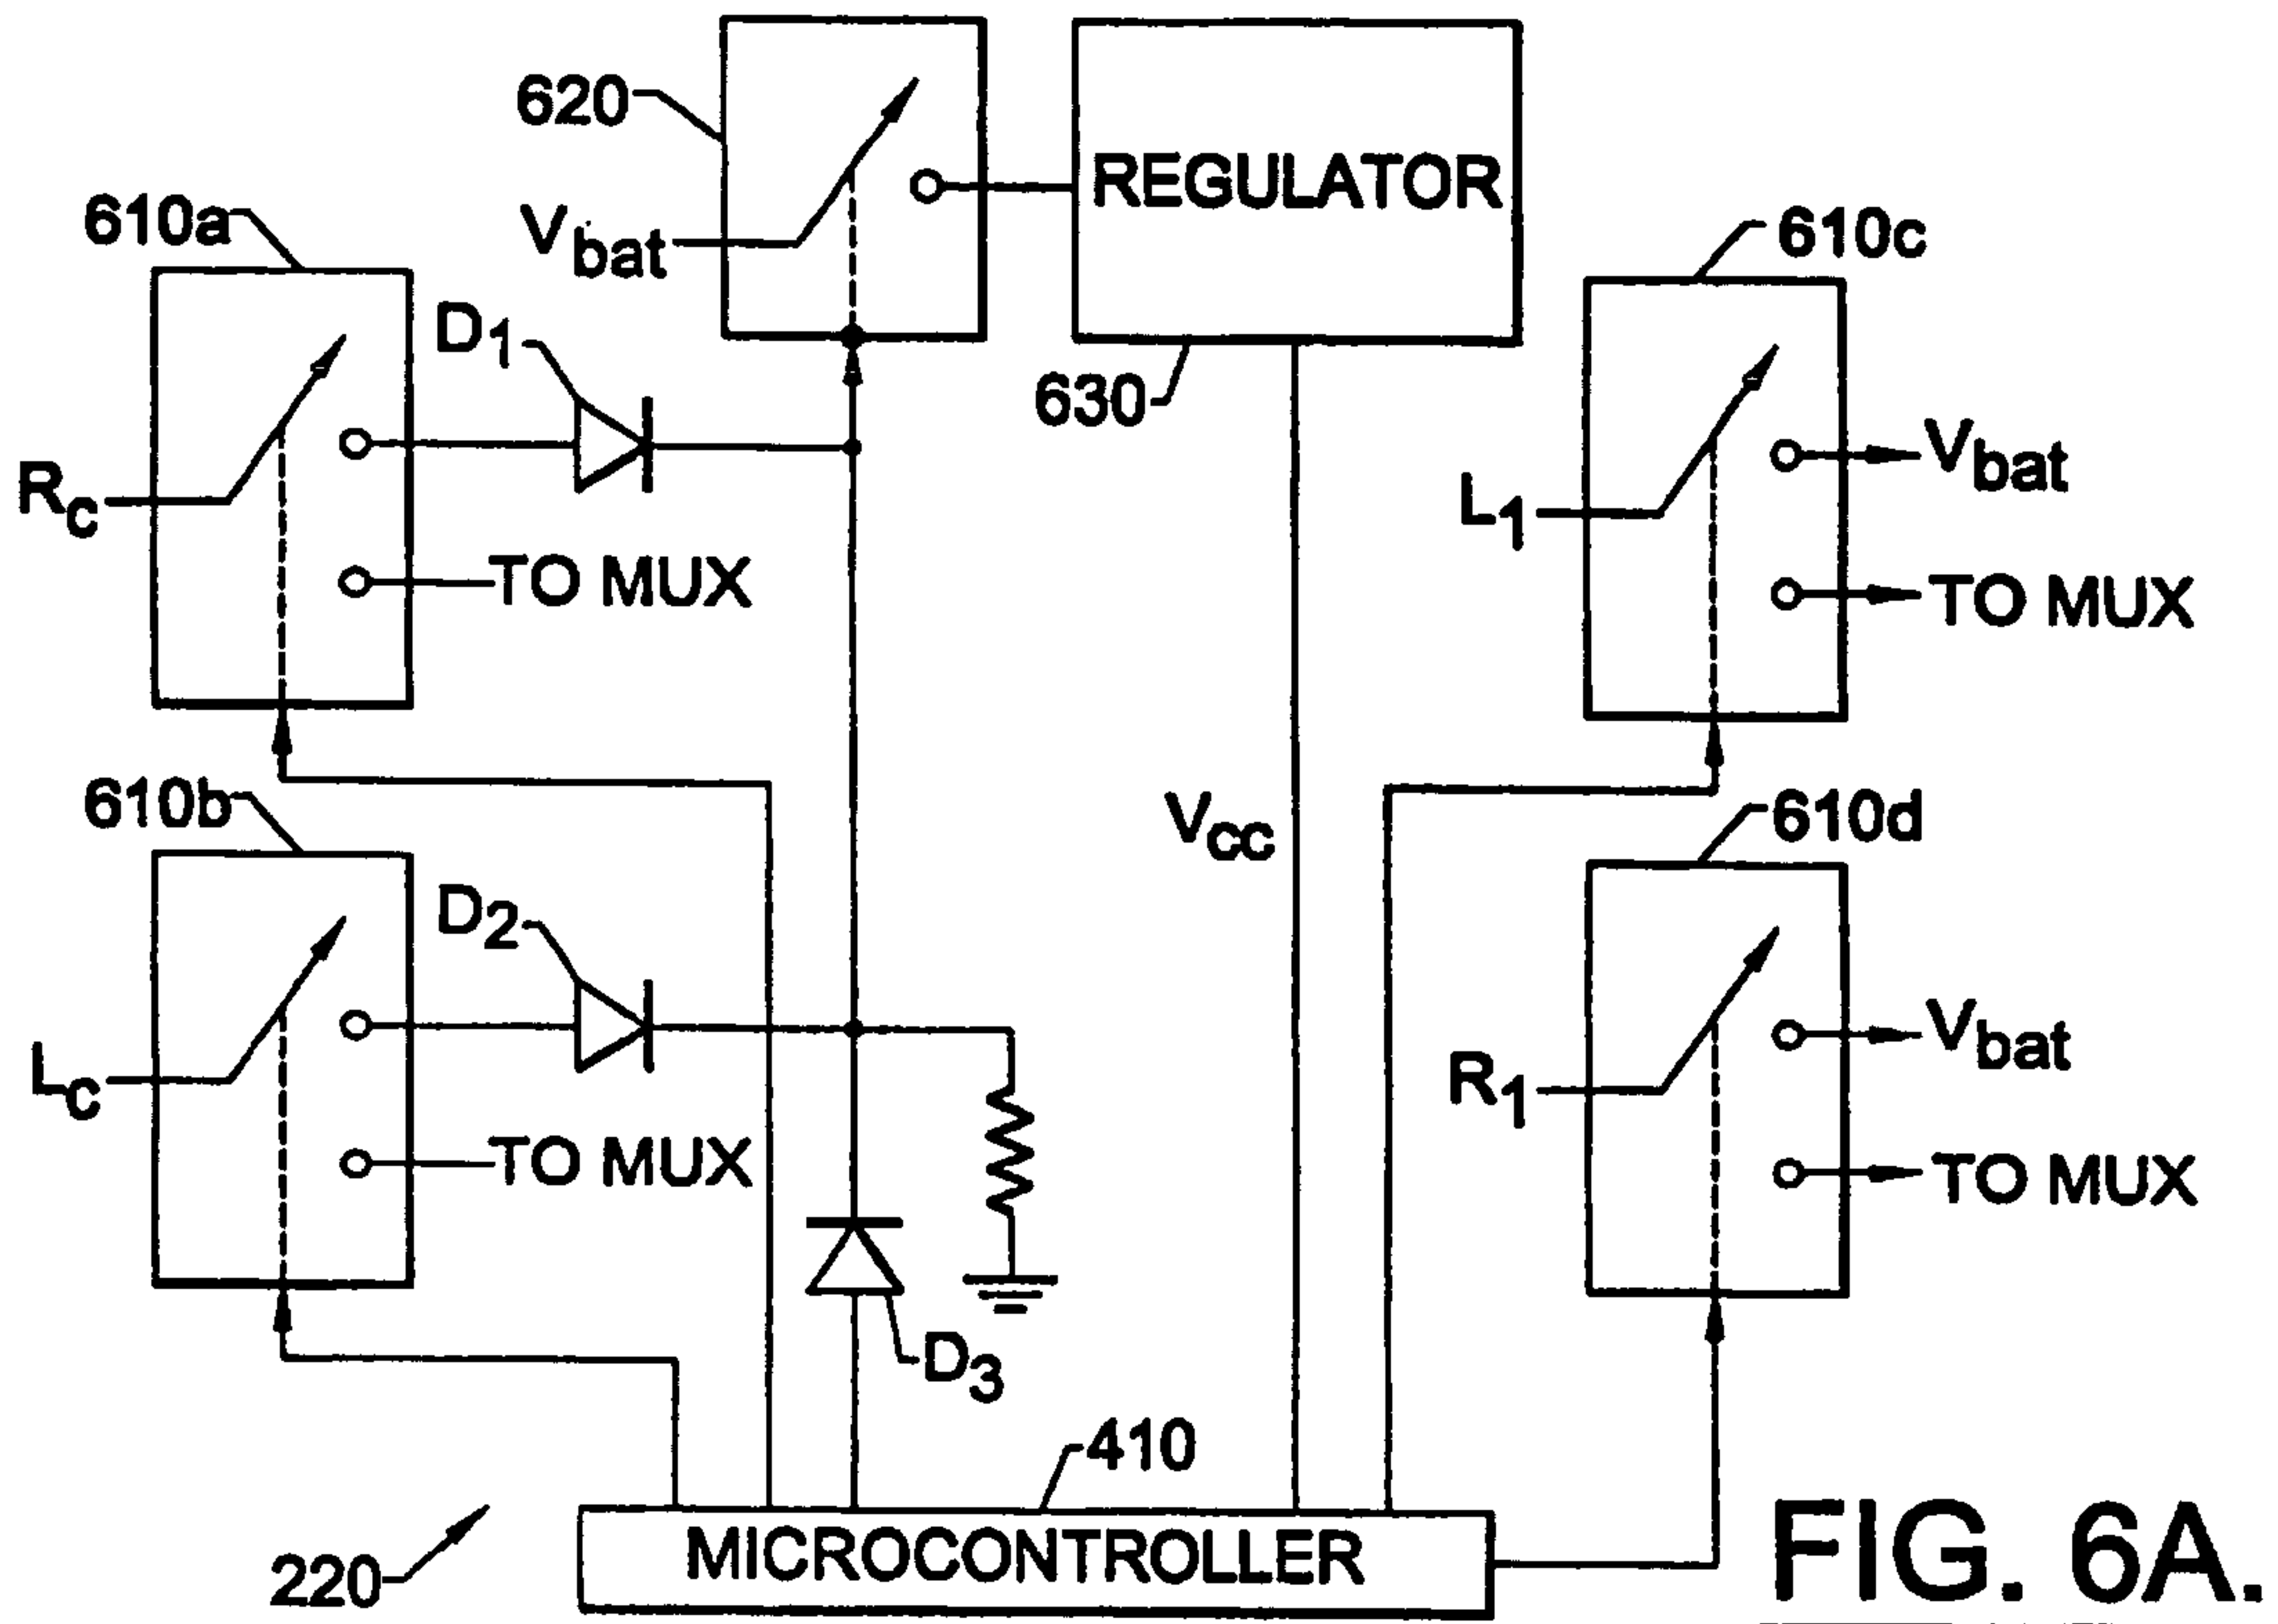 620
REGULATOR
Vbat
610a
610c
D1
630
Vbat
Rc
L1
TO MUX
TO MUX
610b
Vcc
610d
D2
Vbat
Lc
R1
TO MUX
TO MUX
D3
410
MICROCONTROLLER
220
FIG. 6A.